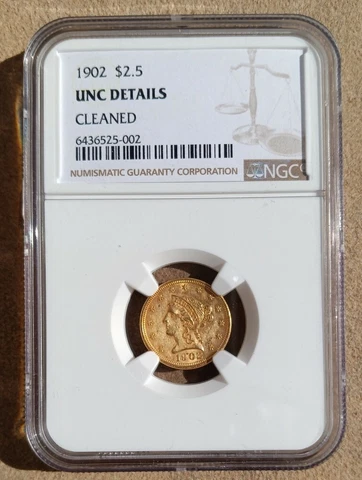 1902 $2.5
UNC DETAILS
CLEANED
6436525-002
NUMISMATIC GUARANTY CORPORATION NGC
1902